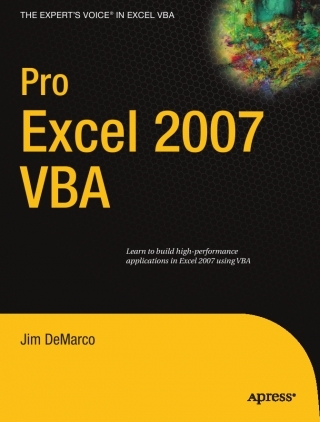 THE EXPERT'S VOICE® IN EXCEL VBA
Pro
Excel 2007
VBA
Learn to build high-performance
applications in Excel 2007 using VBA
Jim DeMarco
Apress®